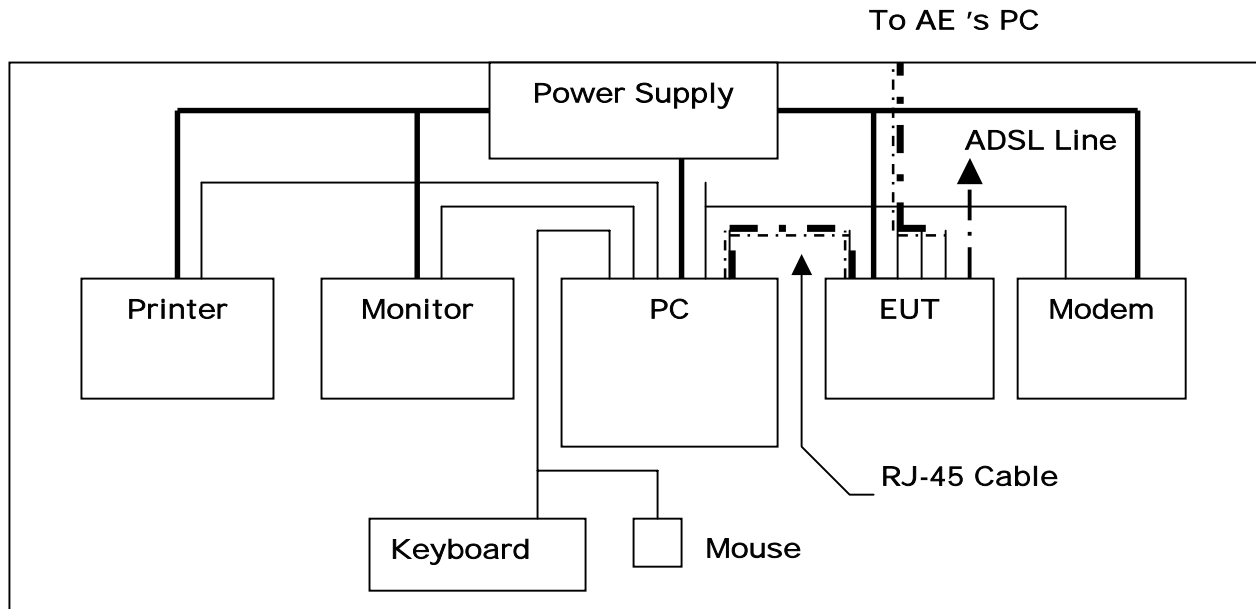 To AE 's PC
Power Supply
ADSL Line
Printer
Monitor
PC
EUT
Modem
RJ-45 Cable
Keyboard
Mouse